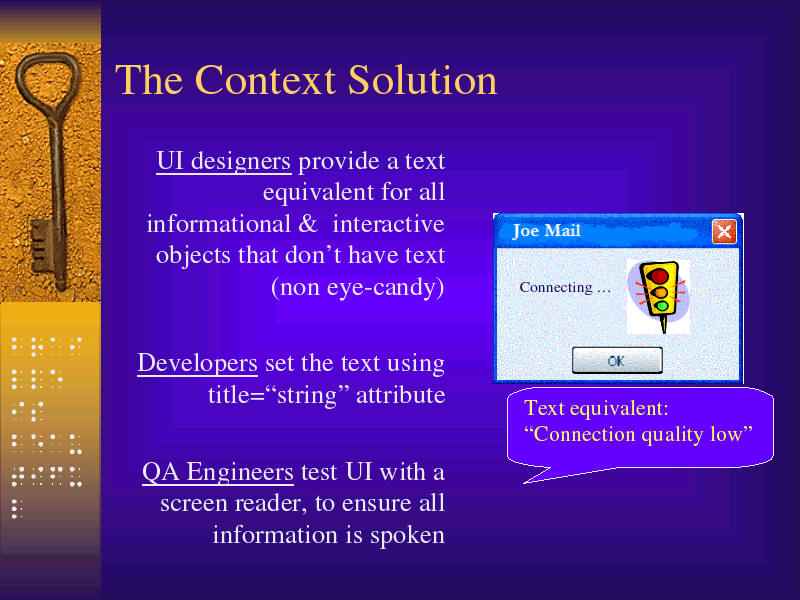 The Context Solution
UI designers provide a text
equivalent for all
informational & interactive
objects that don’t have text
(non eye-candy)
Developers set the text using
title=“string” attribute
QA Engineers test UI with a
screen reader, to ensure all
information is spoken
Joe Mail
Connecting …
OK
Text equivalent:
“Connection quality low”